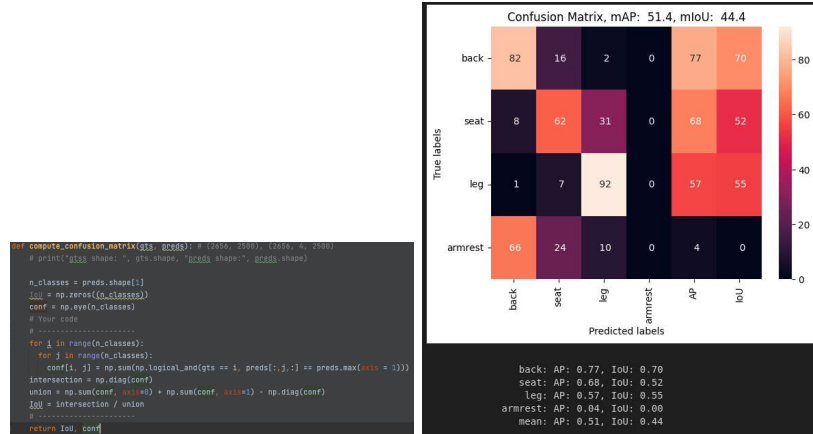 def compute_confusion_matrix(gts, preds): # (2656, 2508), (2656, 4, 2508)
# print("gtss shape: ", gts.shape, "preds shape:", preds.shape)
n_classes = preds.shape[1]
IoU = np.zeros((n_classes))
conf = np.eye(n_classes)
# Your code
# ----------------------
for i in range(n_classes):
for j in range(n_classes):
conf[i, j] = np.sum(np.logical_and(gts == i, preds[:,j,:] == preds.max(axis = 1)))
intersection = np.diag(conf)
union = np.sum(conf, axis=0) + np.sum(conf, axis=1) - np.diag(conf)
IoU = intersection / union
# ----------------------
return IoU, conf
Confusion Matrix, mAP: 51.4, mIoU: 44.4
True labels
back 82 16 2 0 77 70
seat 8 62 31 0 68 52
leg 1 7 92 0 57 55
armrest 66 24 10 0 4 0
back seat leg armrest AP IoU
Predicted labels
80
60
40
20
0
back: AP: 0.77, IoU: 0.70
seat: AP: 0.68, IoU: 0.52
leg: AP: 0.57, IoU: 0.55
armrest: AP: 0.04, IoU: 0.00
mean: AP: 0.51, IoU: 0.44